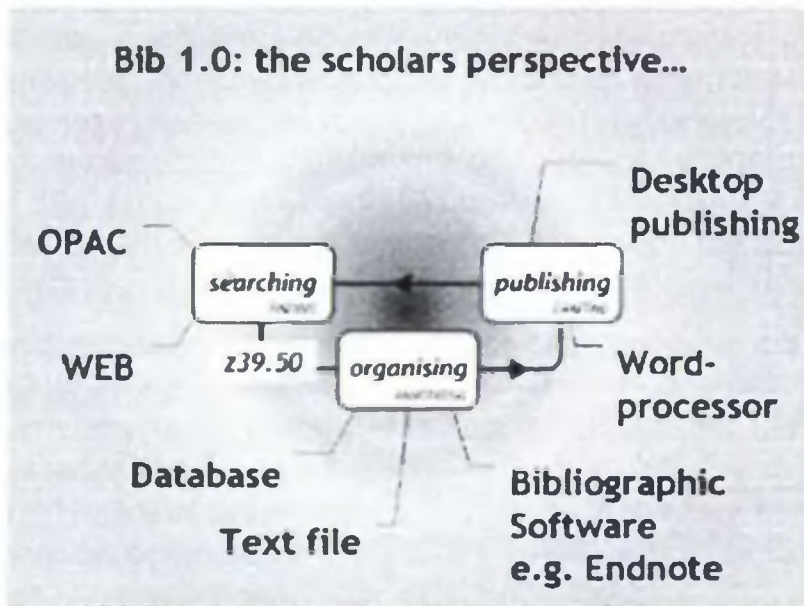 Bib 1.0: the scholars perspective...
Desktop
publishing
OPAC
searching
publishing
WEB
z39.50
organising
Word-
processor
Database
Text file
Bibliographic
Software
e.g. Endnote